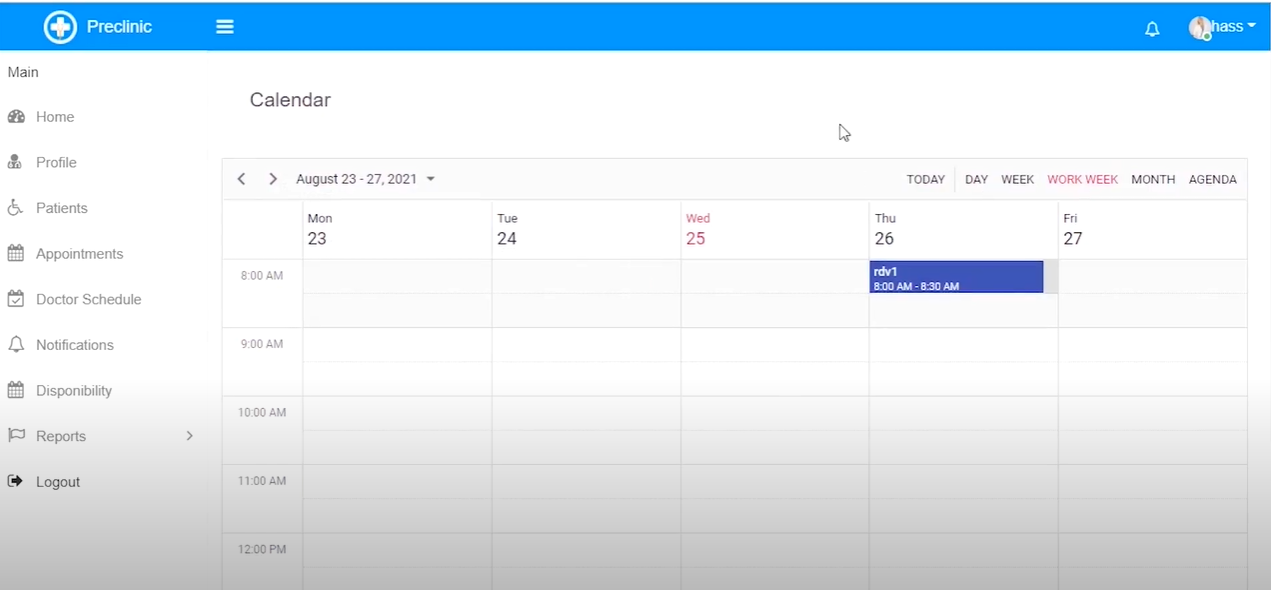 Preclinic
hass
Main
Home
Profile
Patients
Appointments
Doctor Schedule
Notifications
Disponibility
Reports
Logout
Calendar
August 23 - 27, 2021
TODAY DAY WEEK WORK WEEK MONTH AGENDA
Mon Tue Wed Thu Fri
23 24 25 26 27
8:00 AM
rdv1
8:00 AM - 8:30 AM
9:00 AM
10:00 AM
11:00 AM
12:00 PM